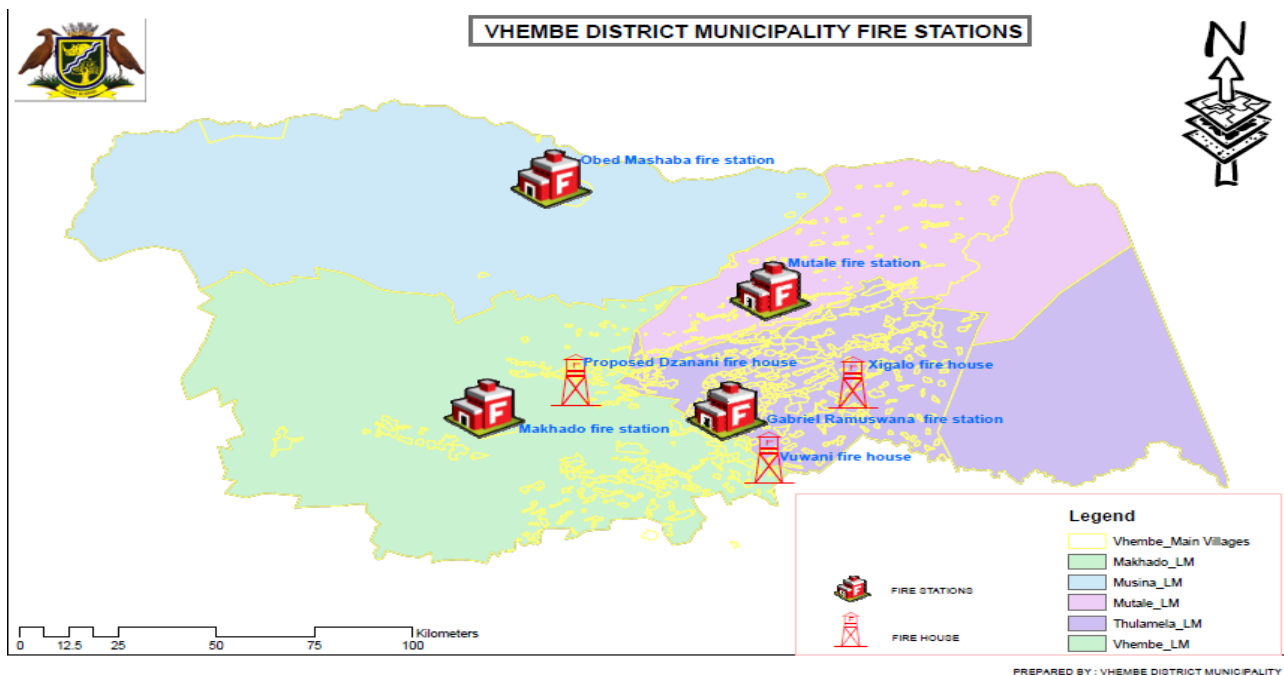 VHEMBE DISTRICT MUNICIPALITY FIRE STATIONS
N
Obed Mashaba fire station
Mutale fire station
Proposed Dzanani fire house
Xigalo fire house
Makhado fire station
Gabriel Ramuswana fire station
Vuwani fire house
F
F
F
F
Legend
Vhembe_Main Villages
Makhado_LM
Musina_LM
Mutale_LM
Thulamela_LM
Vhembe_LM
FIRE STATIONS
FIRE HOUSE
Kilometers
0 12.5 25 50 75 100
PREPARED BY : VHEMBE DISTRICT MUNICIPALITY